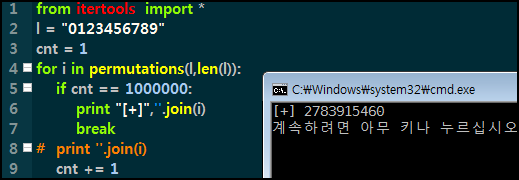 1 from itertools import *
2 l = "0123456789"
3 cnt = 1
4 for i in permutations(l,len(l)):
5 if cnt == 1000000:
6 print "[+]",''.join(i)
7 break
8 # print ''.join(i)
9 cnt += 1
C:\Windows\system32\cmd.exe
[+] 2783915460
계속하려면 아무 키나 누르십시오